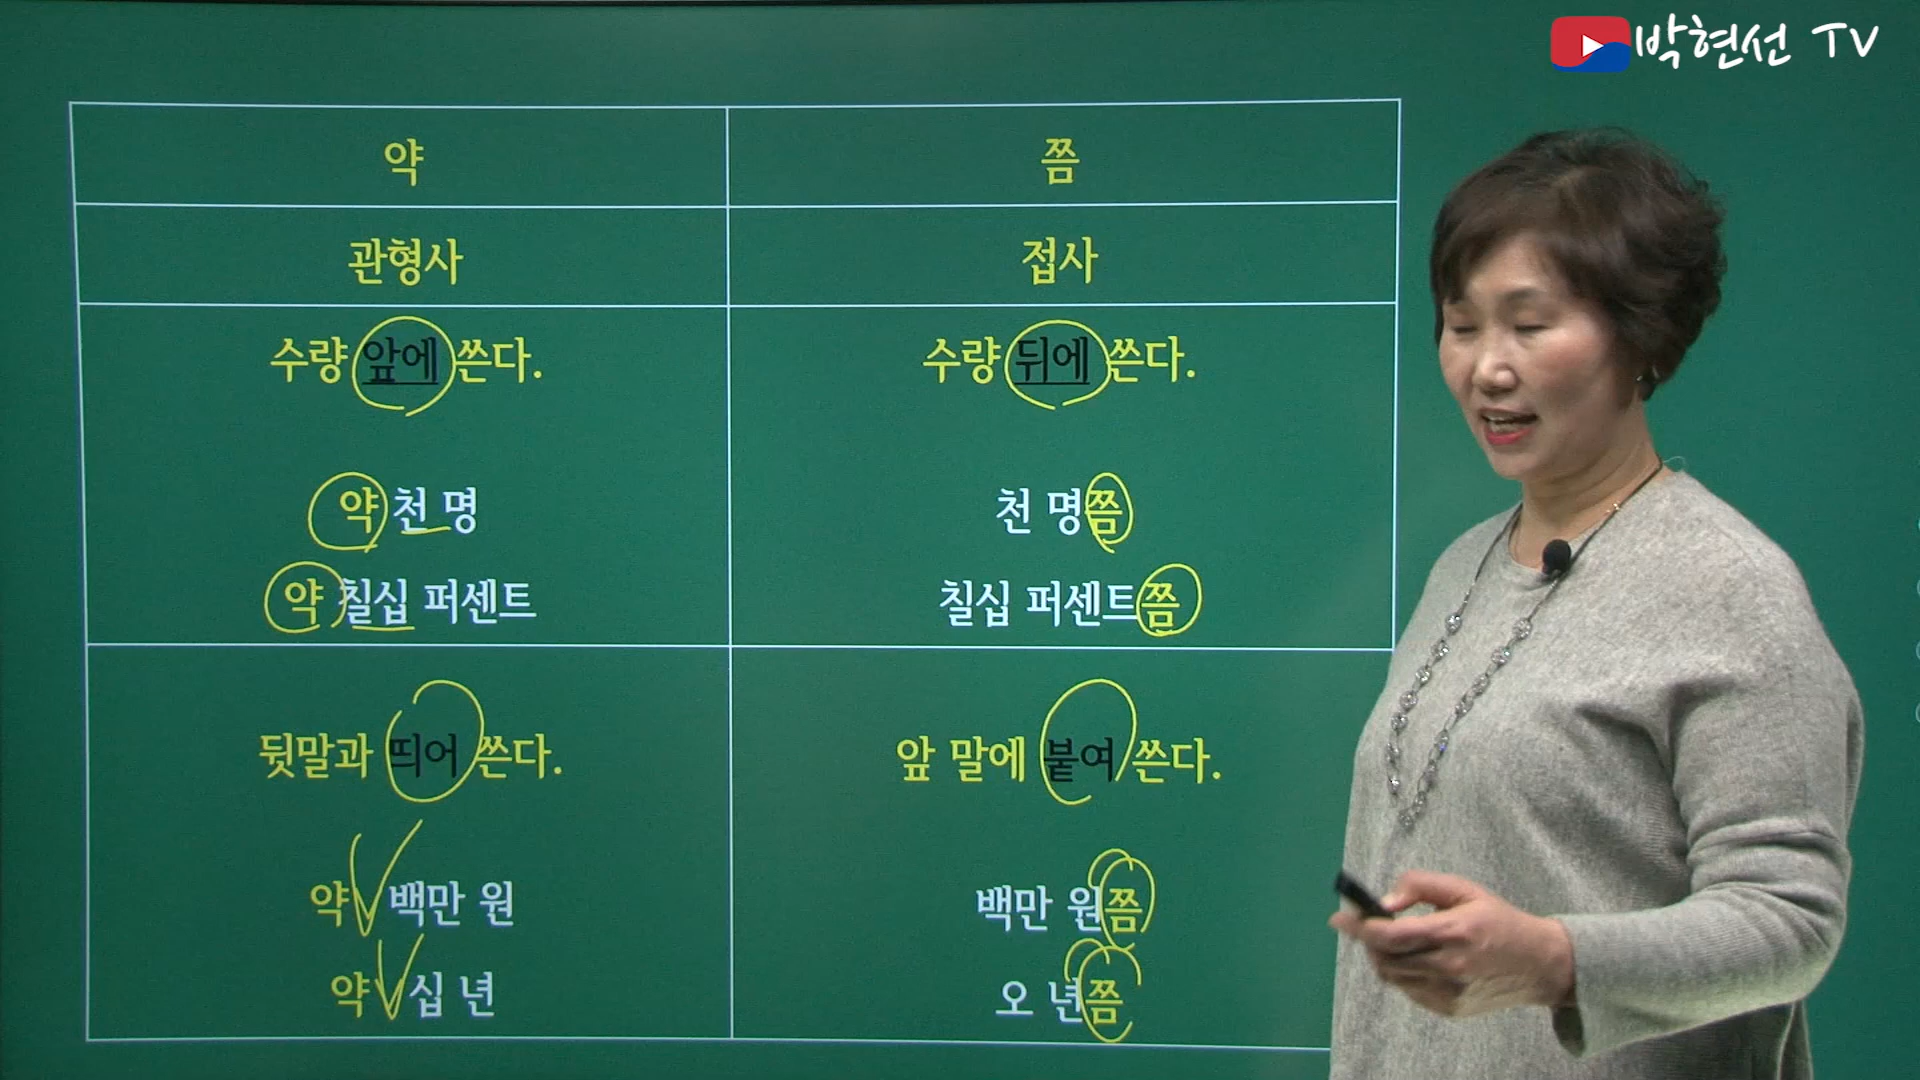 박현선 TV
약
쯤
관형사
접사
수량 앞에 쓴다.
수량 뒤에 쓴다.
약 천 명
천 명쯤
약 칠십 퍼센트
칠십 퍼센트쯤
뒷말과 띄어 쓴다.
앞 말에 붙여 쓴다.
약 백만 원
백만 원쯤
약 십 년
오 년쯤